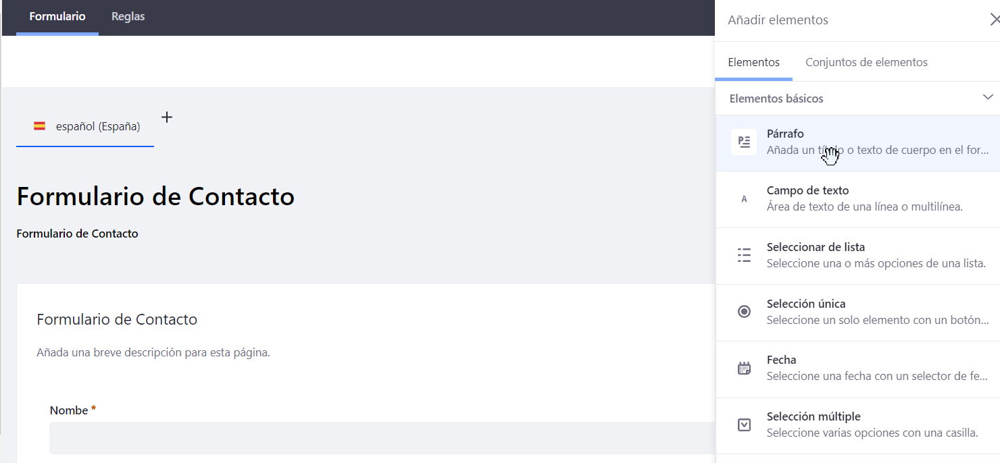 Formulario
Reglas
español (España)
Formulario de Contacto
Formulario de Contacto
Formulario de Contacto
Añada una breve descripción para esta página.
Nombre *
Añadir elementos
Elementos
Conjuntos de elementos
Elementos básicos
Párrafo
Añada un título o texto de cuerpo en el for...
A
Campo de texto
Área de texto de una línea o multilínea.
Seleccionar de lista
Seleccione una o más opciones de una lista.
Selección única
Seleccione un solo elemento con un botón...
Fecha
Seleccione una fecha con un selector de fe...
Selección múltiple
Seleccione varias opciones con una casilla.